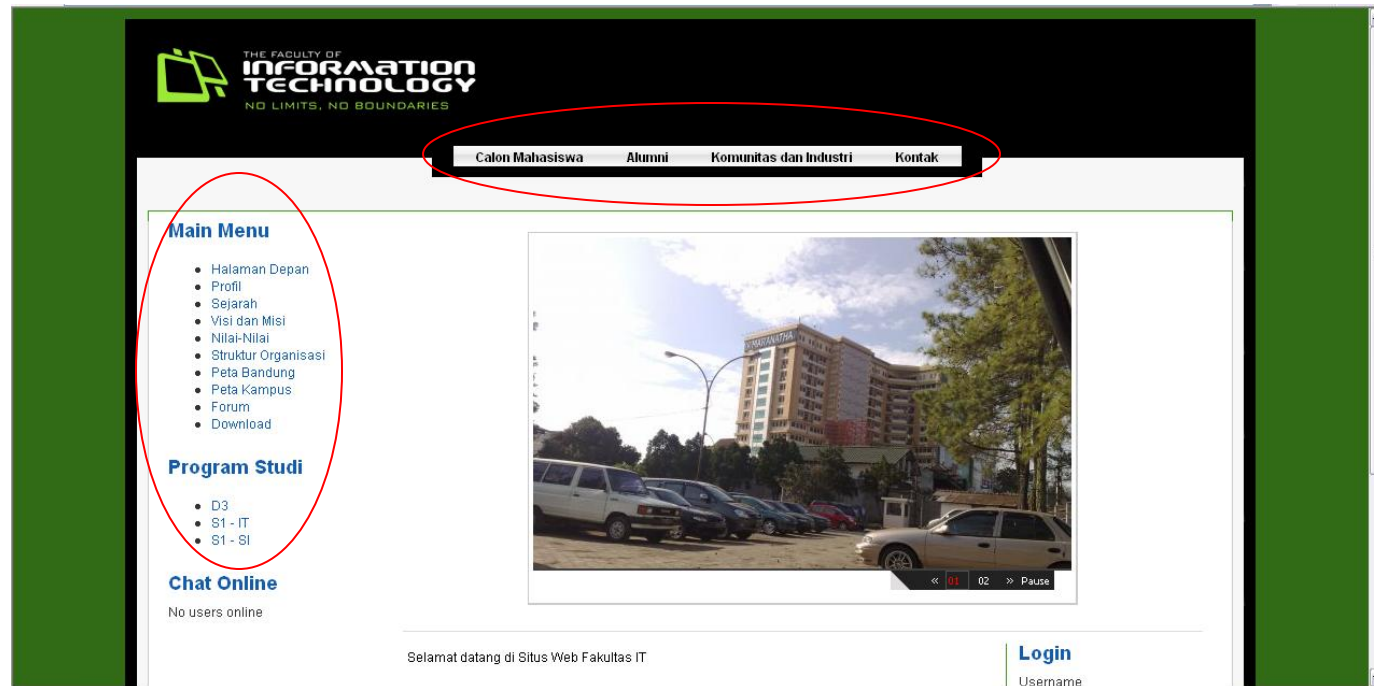 THE FACULTY OF
INFORMATION
TECHNOLOGY
NO LIMITS, NO BOUNDARIES
Calon Mahasiswa Alumni Komunitas dan Industri Kontak
Main Menu
Halaman Depan
Profil
Sejarah
Visi dan Misi
Nilai-Nilai
Struktur Organisasi
Peta Bandung
Peta Kampus
Forum
Download
Program Studi
D3
S1 - IT
S1 - SI
Chat Online
No users online
MARANATHA
« 01 02 » Pause
Selamat datang di Situs Web Fakultas IT
Login
Username